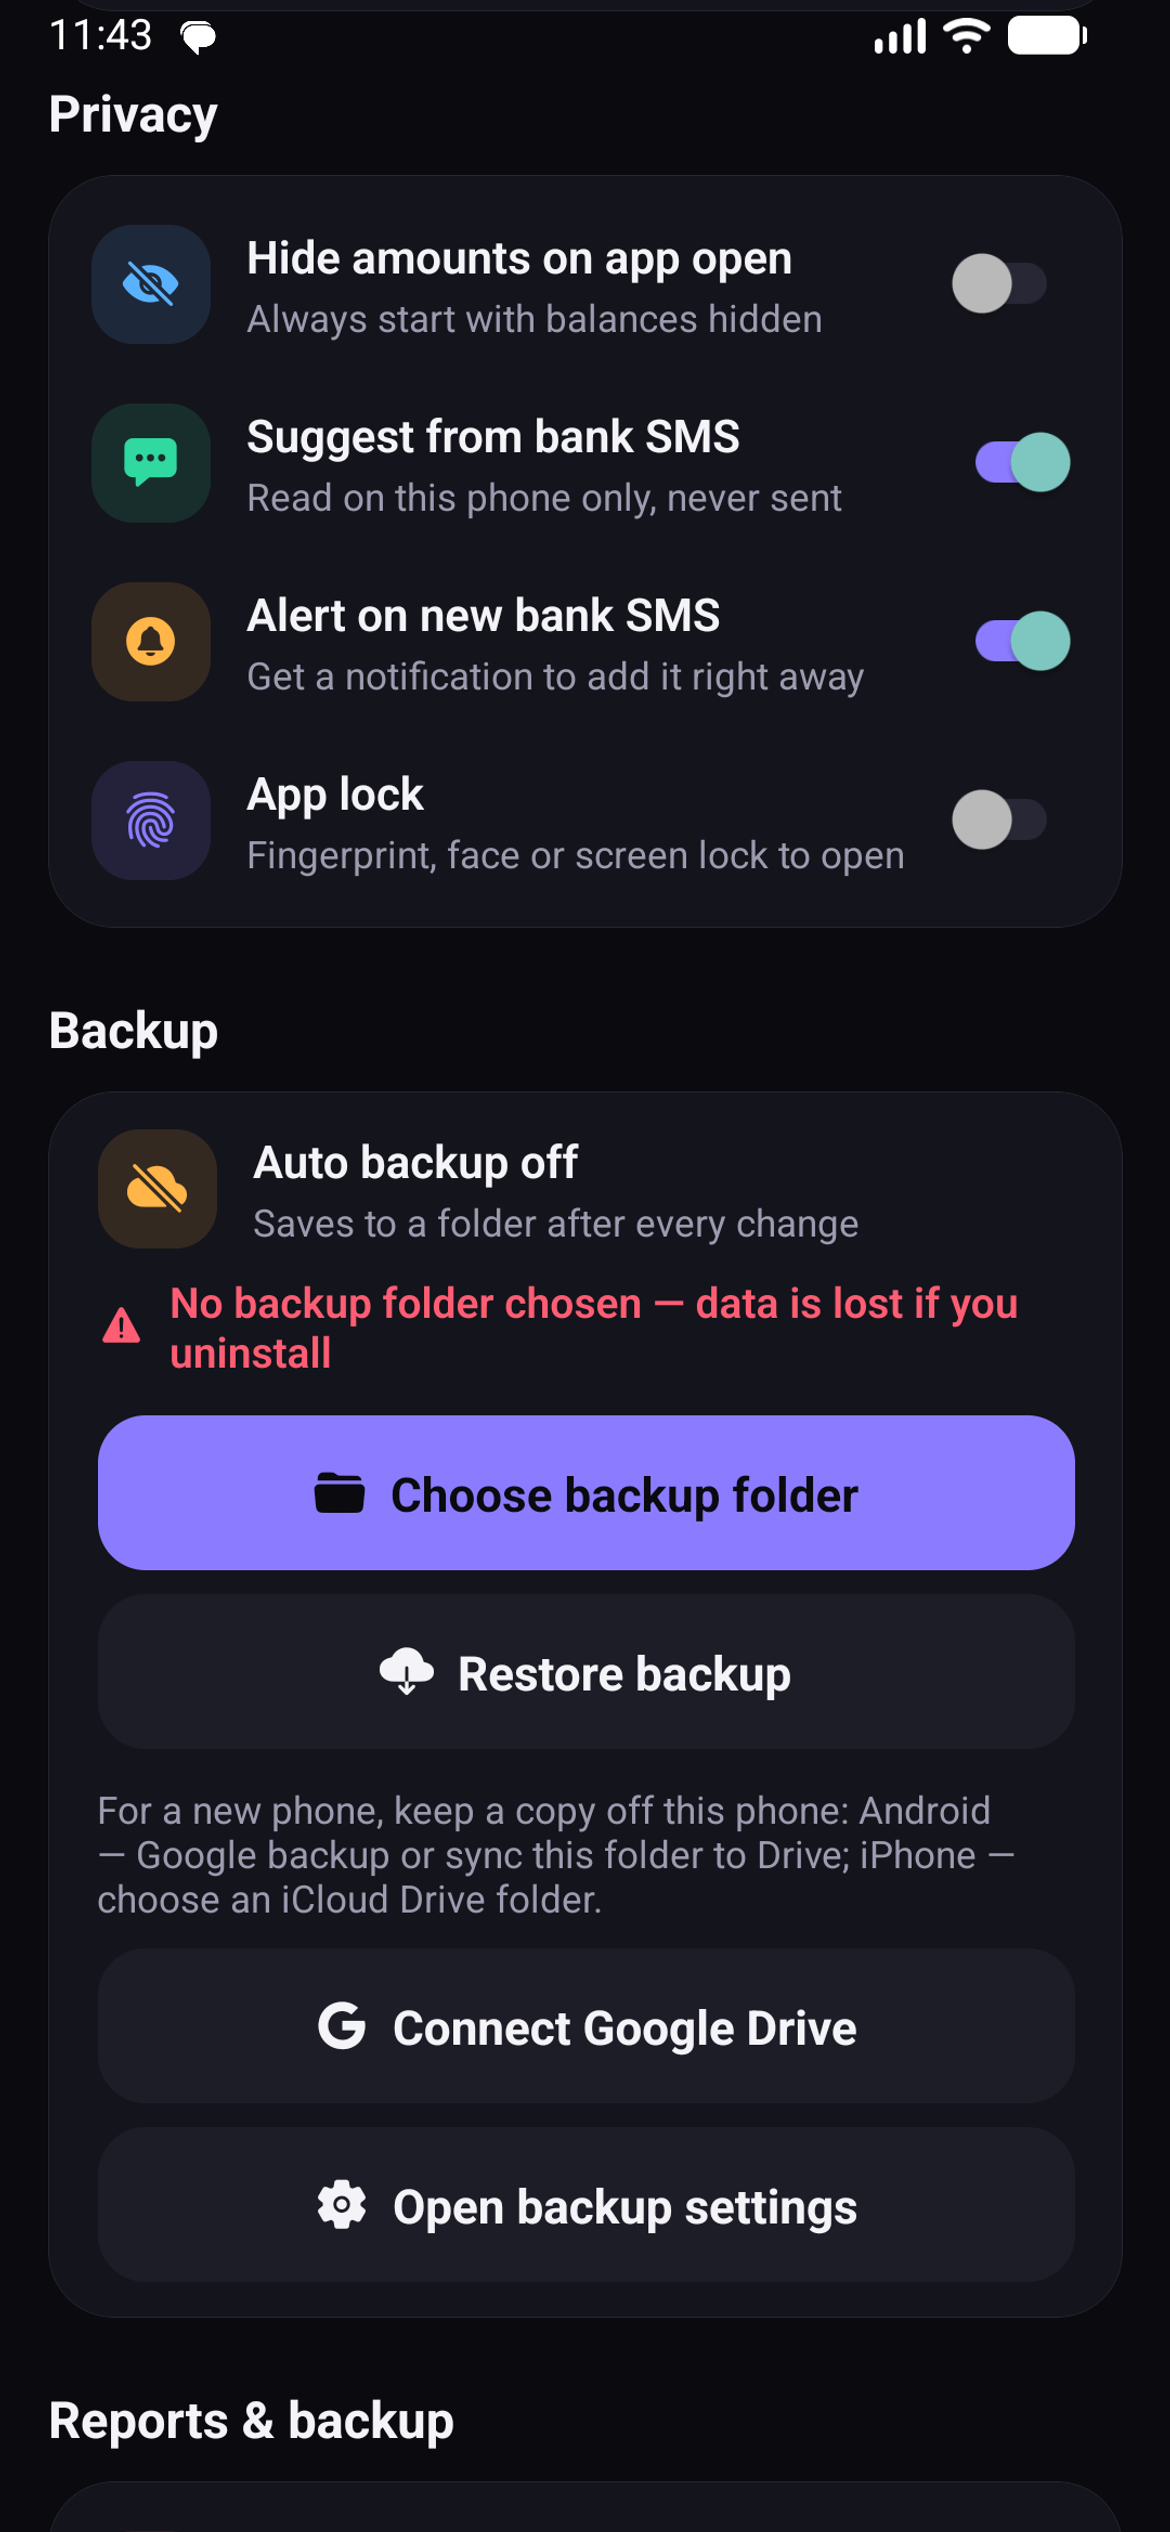 11:43
Privacy
Hide amounts on app open
Always start with balances hidden
Suggest from bank SMS
Read on this phone only, never sent
Alert on new bank SMS
Get a notification to add it right away
App lock
Fingerprint, face or screen lock to open
Backup
Auto backup off
Saves to a folder after every change
No backup folder chosen — data is lost if you
uninstall
Choose backup folder
Restore backup
For a new phone, keep a copy off this phone: Android
— Google backup or sync this folder to Drive; iPhone —
choose an iCloud Drive folder.
Connect Google Drive
Open backup settings
Reports & backup